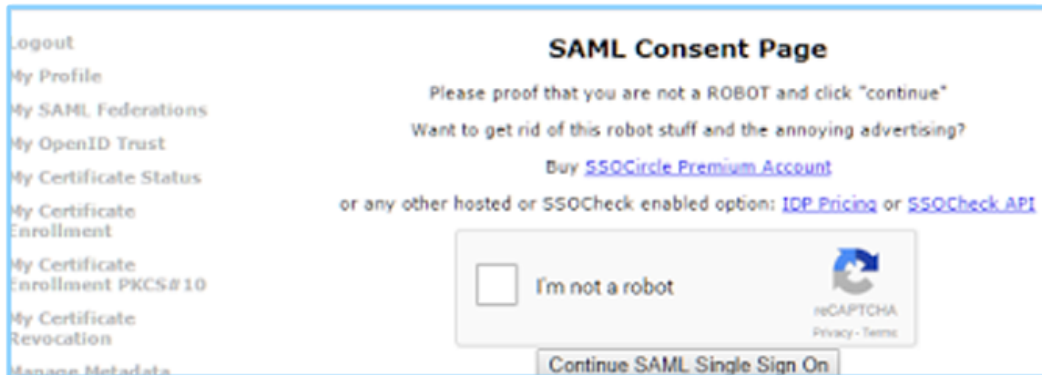 Logout
My Profile
My SAML Federations
My OpenID Trust
My Certificate Status
My Certificate
Enrollment
My Certificate
Enrollment PKCS#10
My Certificate
Revocation
Manage Metadata
SAML Consent Page
Please proof that you are not a ROBOT and click "continue"
Want to get rid of this robot stuff and the annoying advertising?
Buy SSOCircle Premium Account
or any other hosted or SSOCheck enabled option: IDP Pricing or SSOCheck API
I'm not a robot
reCAPTCHA
Privacy - Terms
Continue SAML Single Sign On